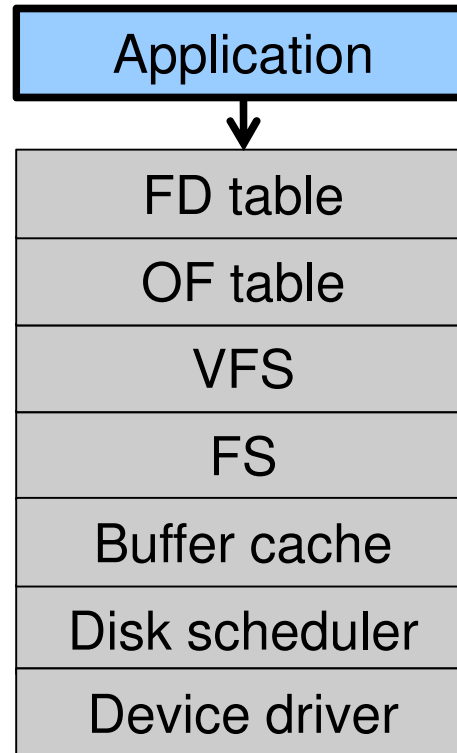 Application
FD table
OF table
VFS
FS
Buffer cache
Disk scheduler
Device driver